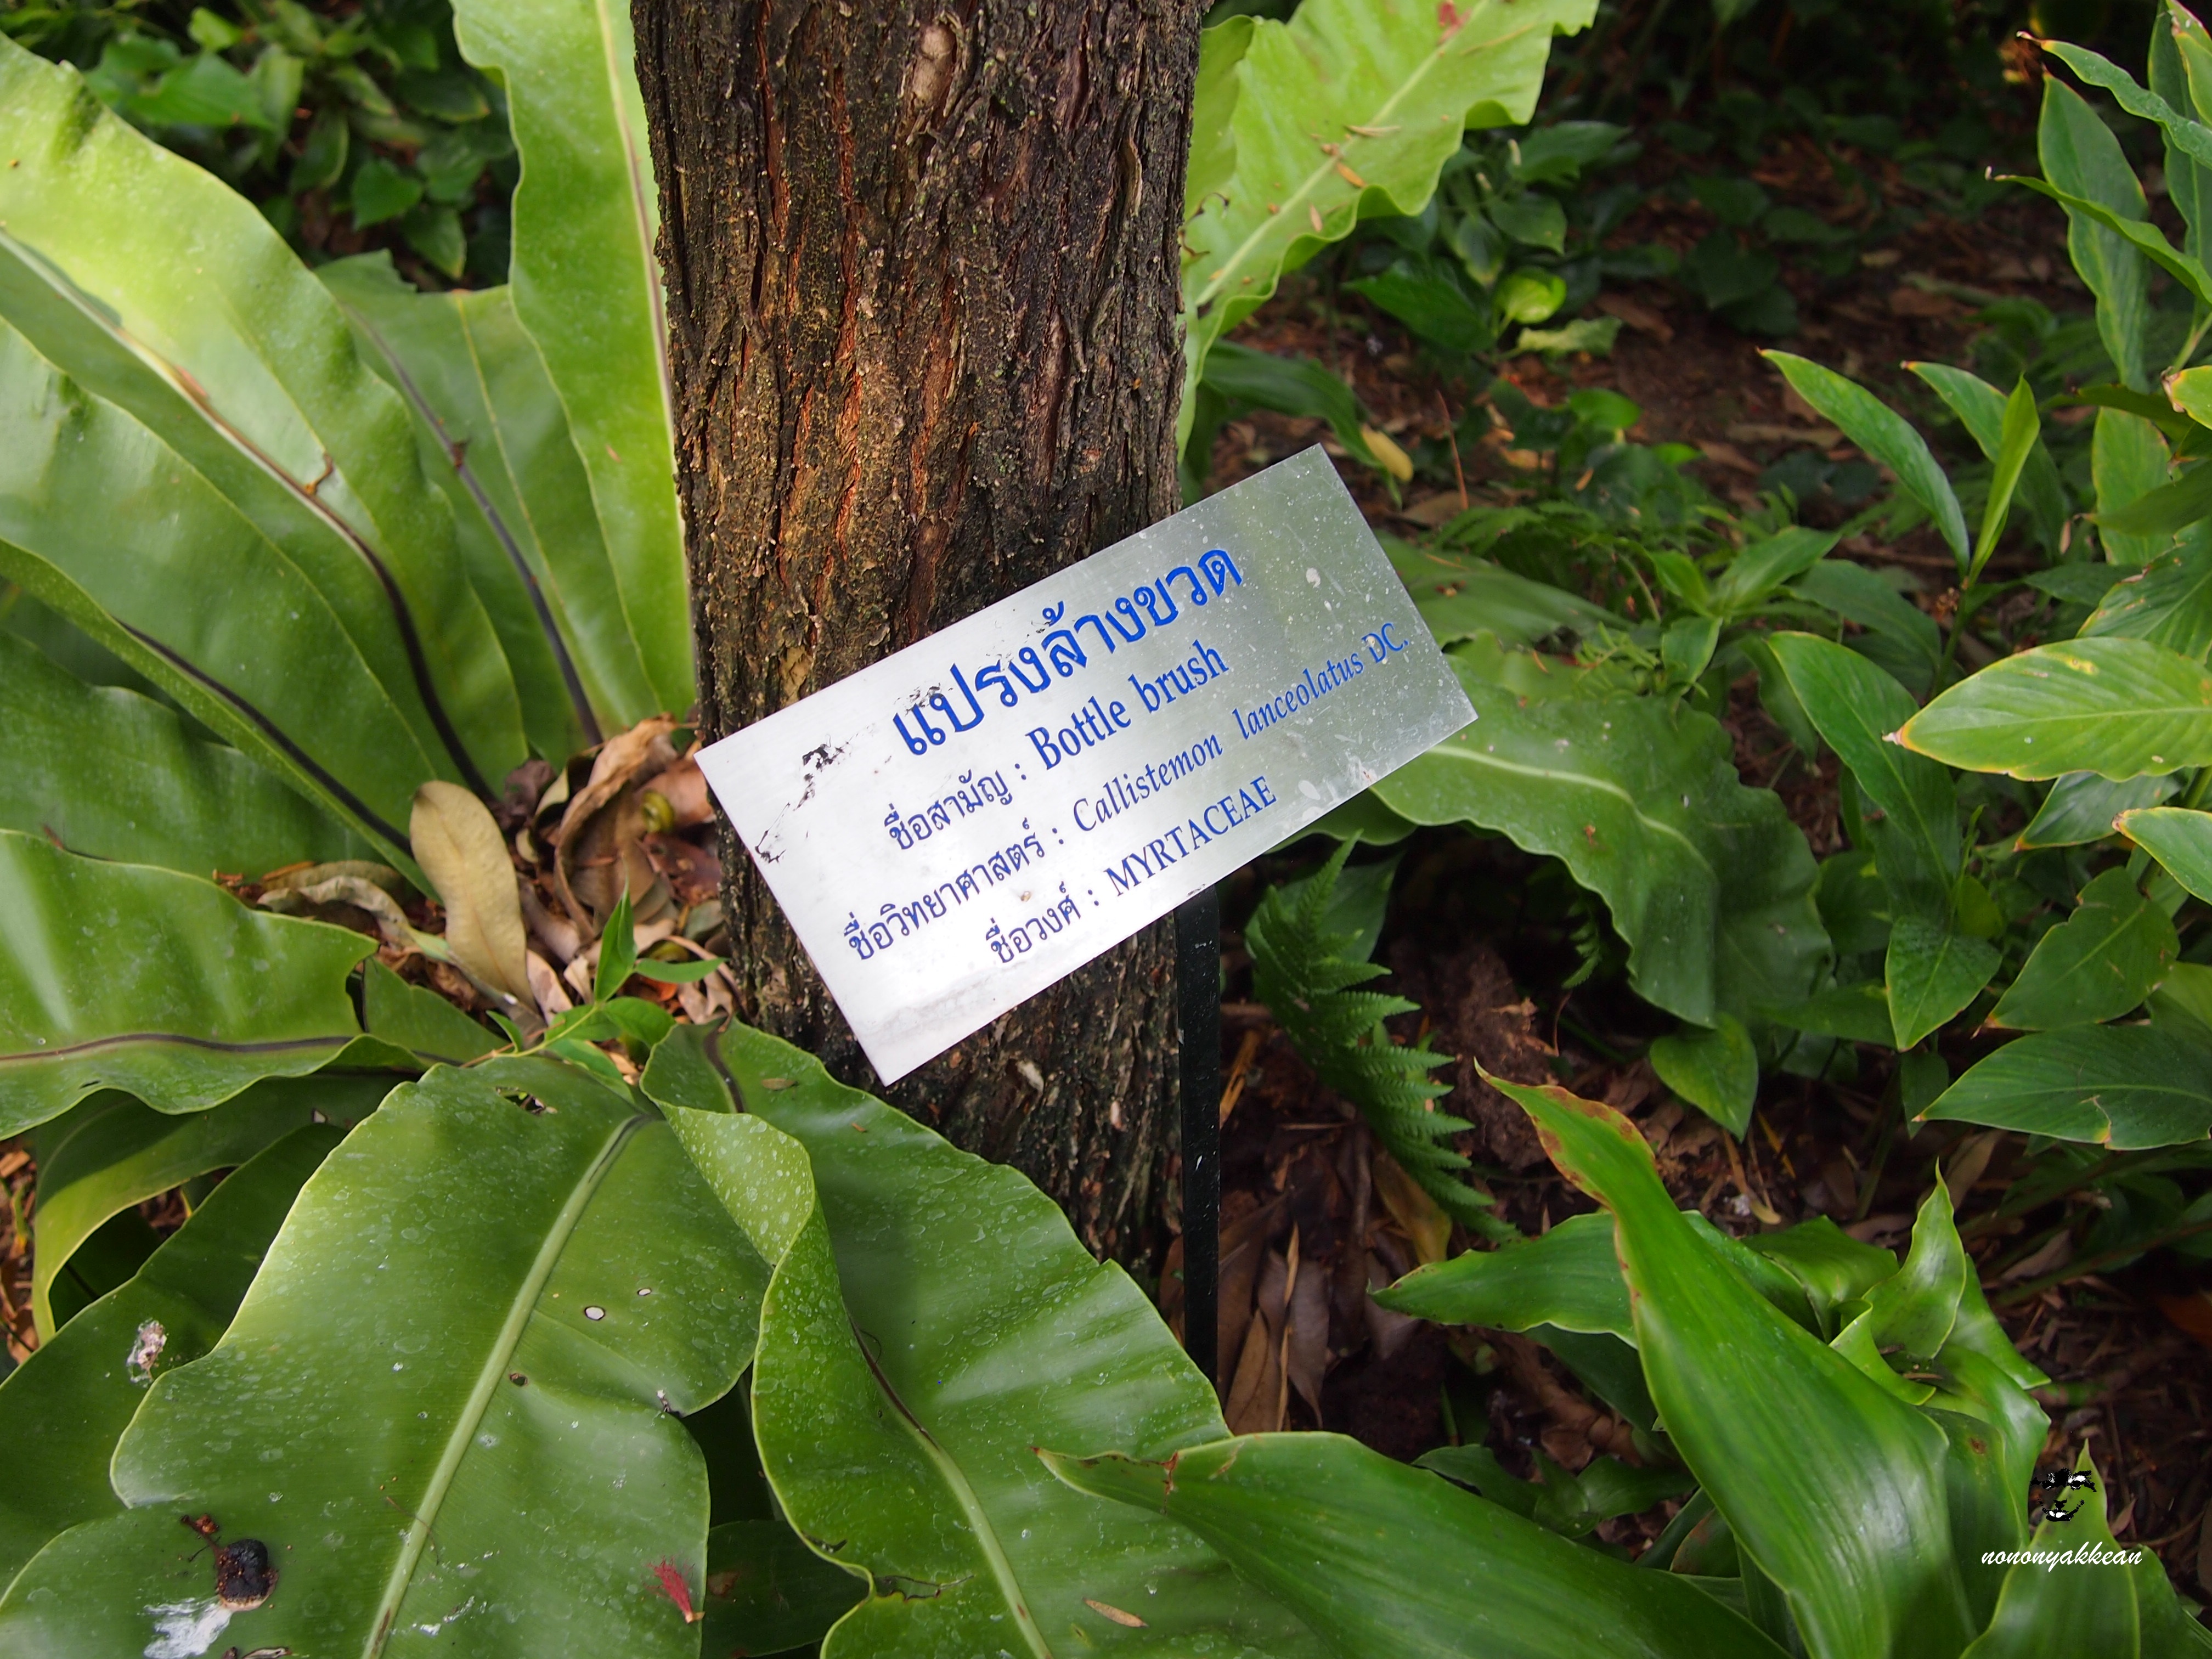 แปรงล้างขวด
ชื่อสามัญ : Bottle brush
ชื่อวิทยาศาสตร์ : Callistemon lanceolatus DC.
ชื่อวงศ์ : MYRTACEAE
nononyakkean